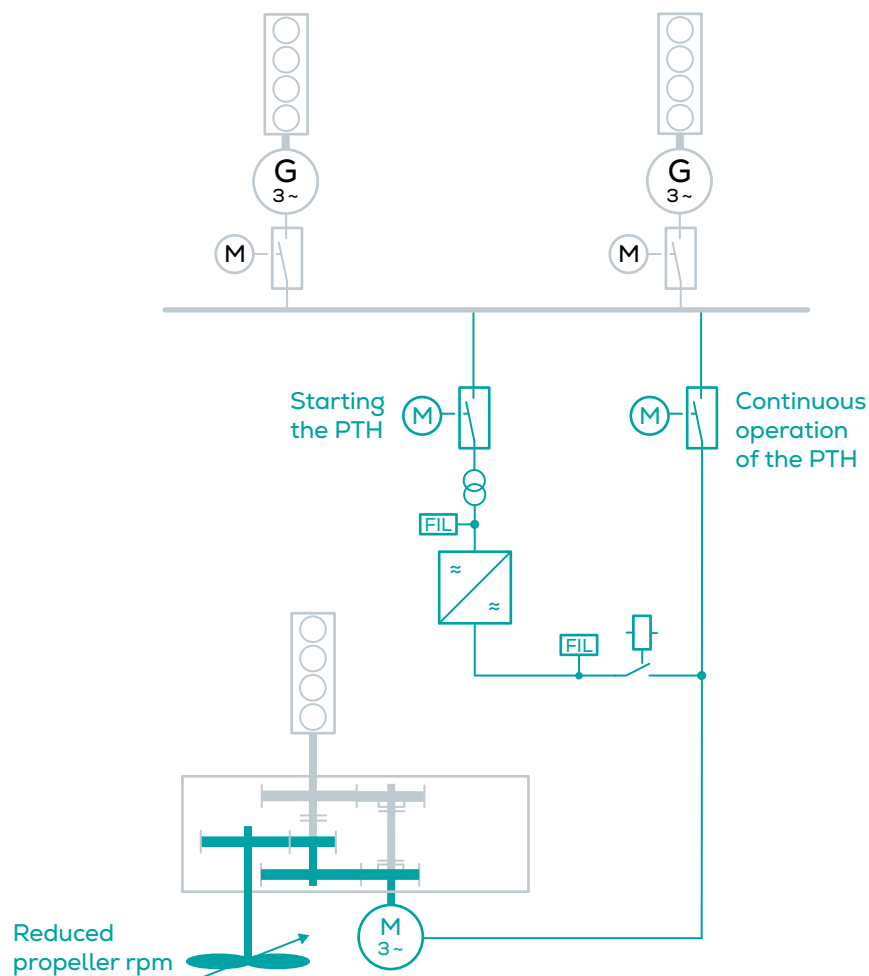 G
3~
G
3~
M
M
Starting
the PTH
M
M
Continuous
operation
of the PTH
FIL
≈
≈
FIL
M
3~
Reduced
propeller rpm